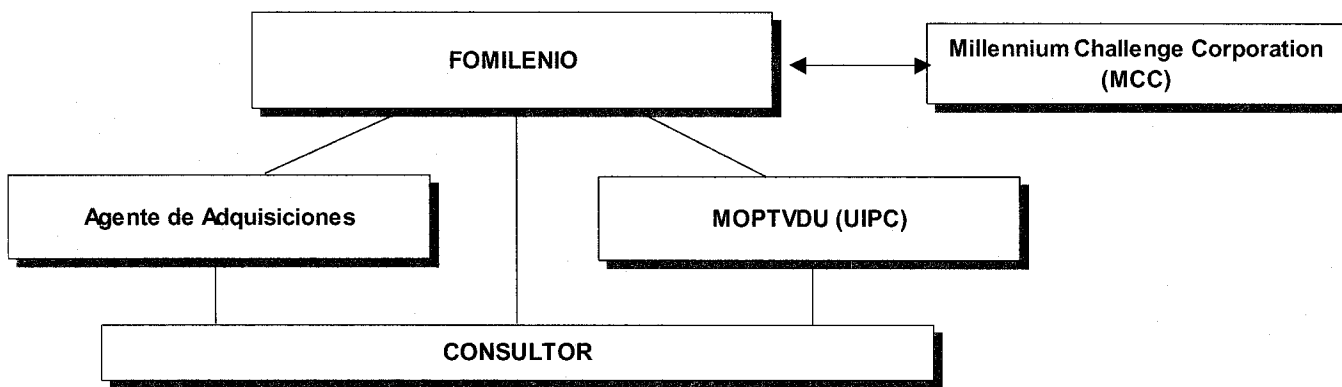 FOMILENIO
Millennium Challenge Corporation
(MCC)
Agente de Adquisiciones
MOPTVDU (UIPC)
CONSULTOR